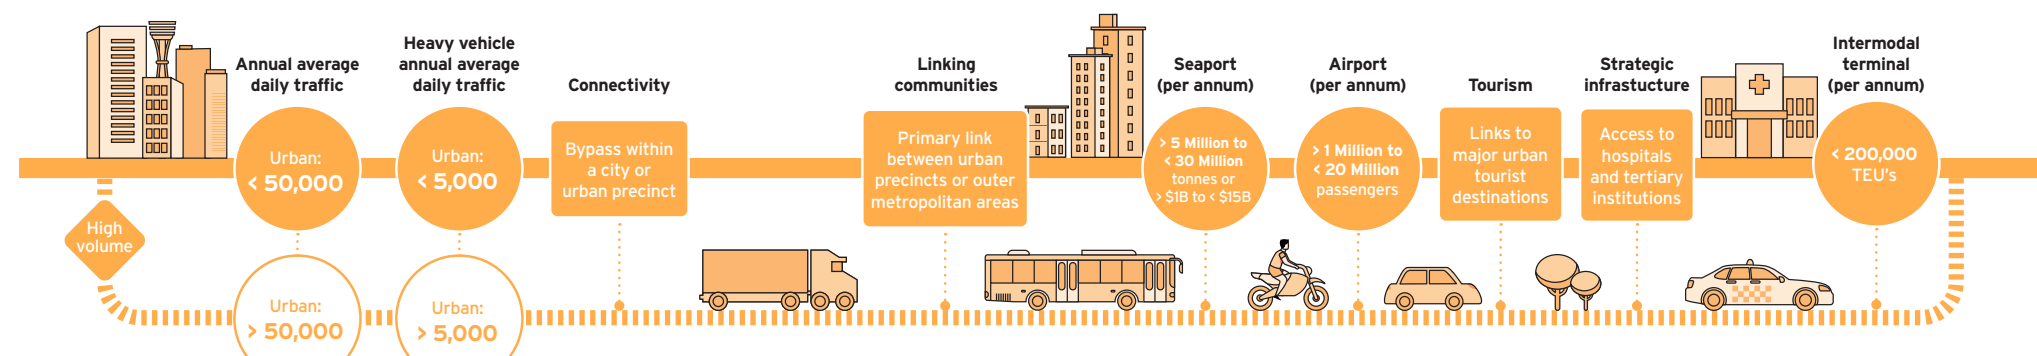 Annual average
daily traffic
Urban:
< 50,000
Heavy vehicle
annual average
daily traffic
Urban:
< 5,000
Connectivity
Bypass within
a city or
urban precinct
Linking
communities
Primary link
between urban
precincts or outer
metropolitan areas
Seaport
(per annum)
> 5 Million to
< 30 Million
tonnes or
> $1B to < $15B
Airport
(per annum)
> 1 Million to
< 20 Million
passengers
Tourism
Links to
major urban
tourist
destinations
Strategic
infrastucture
Access to
hospitals
and tertiary
institutions
Intermodal
terminal
(per annum)
< 200,000
TEU's
High
volume
Urban:
> 50,000
Urban:
> 5,000